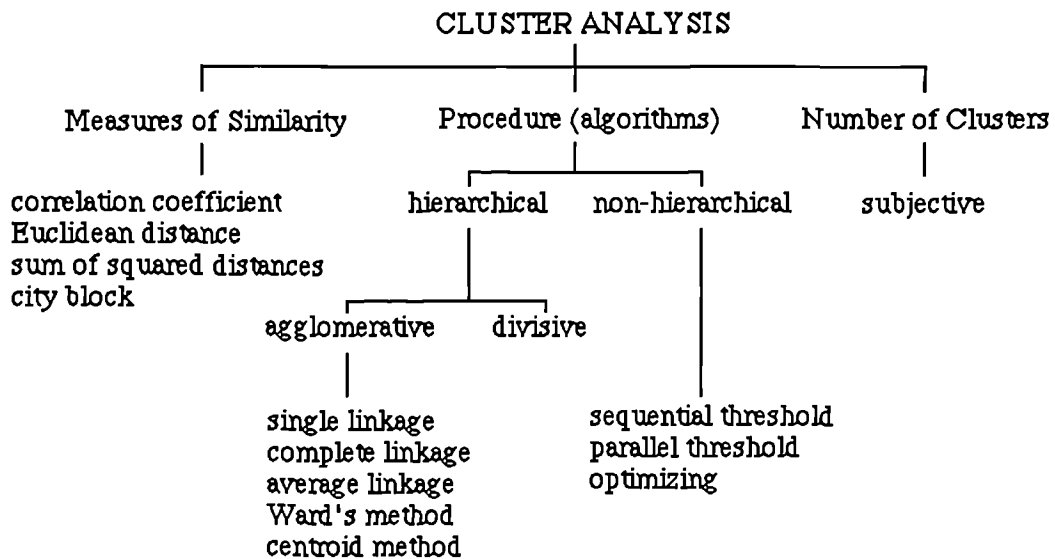 CLUSTER ANALYSIS
Measures of Similarity
Procedure (algorithms)
Number of Clusters
correlation coefficient
Euclidean distance
sum of squared distances
city block
hierarchical
non-hierarchical
subjective
agglomerative
divisive
single linkage
complete linkage
average linkage
Ward's method
centroid method
sequential threshold
parallel threshold
optimizing